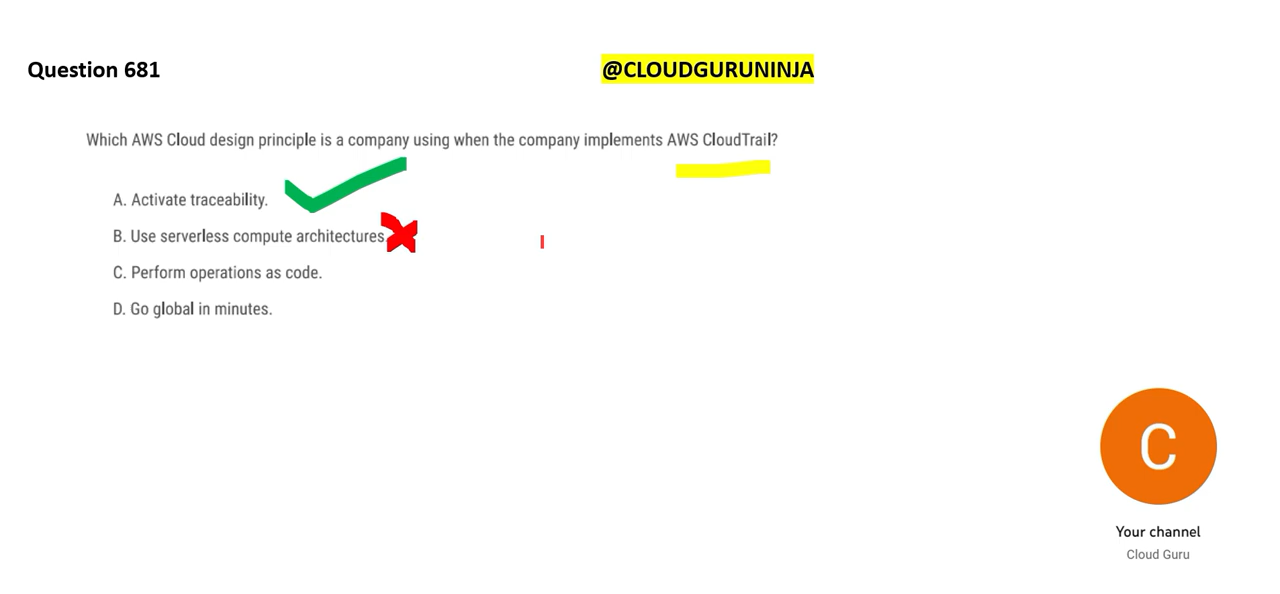 Question 681
@CLOUDGURUNINJA
Which AWS Cloud design principle is a company using when the company implements AWS CloudTrail?
A. Activate traceability.
B. Use serverless compute architectures
C. Perform operations as code.
D. Go global in minutes.
C
Your channel
Cloud Guru